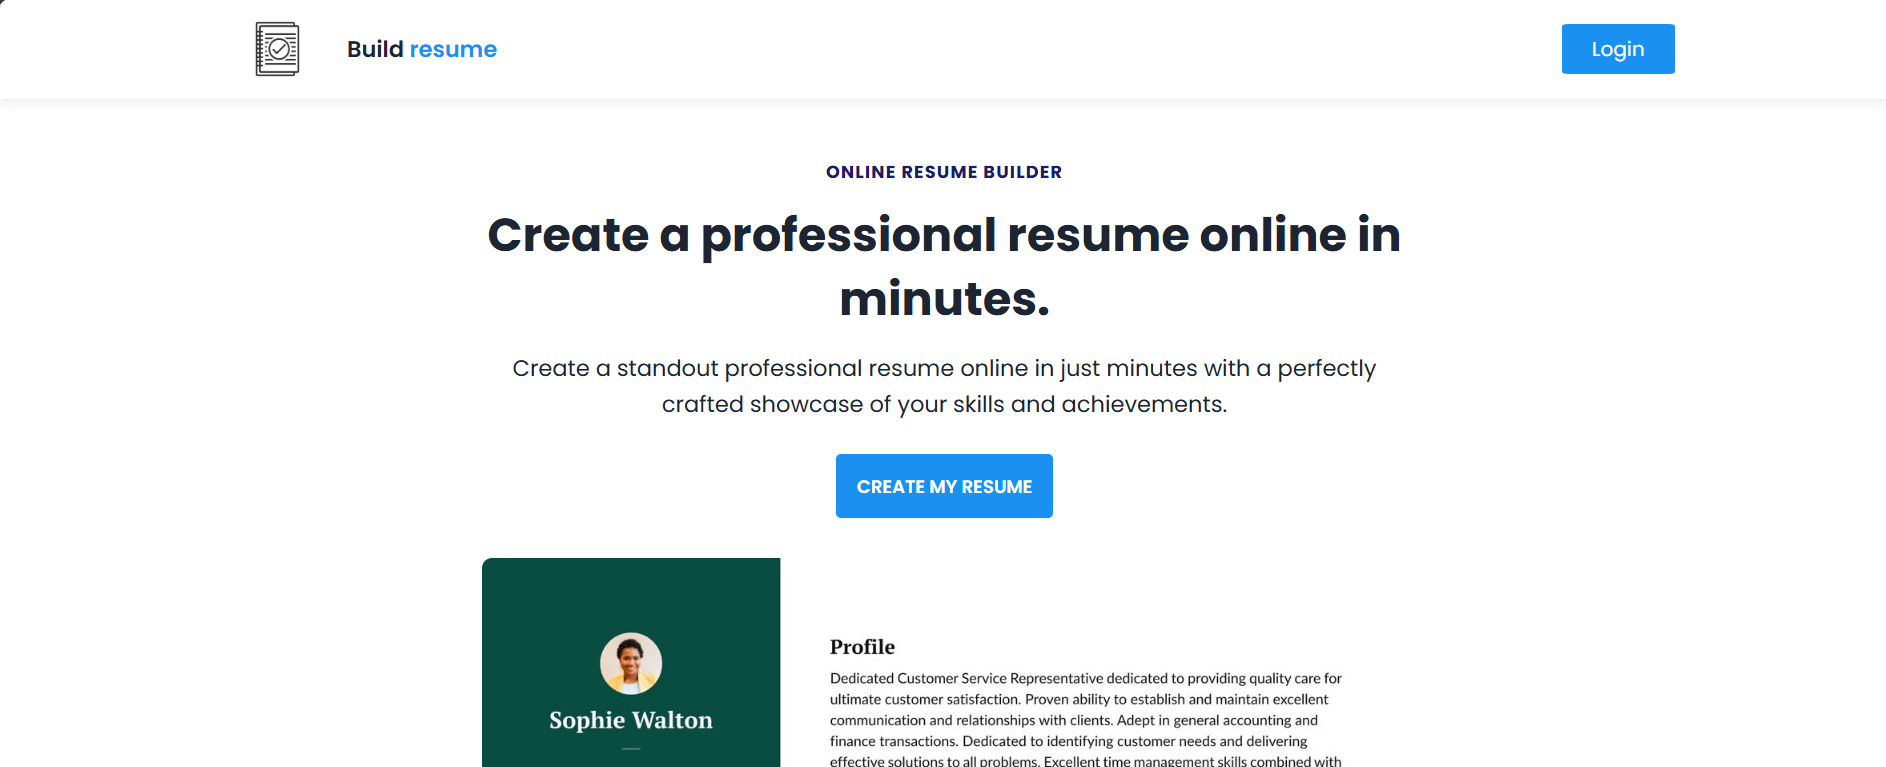 Build resume
Login
ONLINE RESUME BUILDER
Create a professional resume online in
minutes.
Create a standout professional resume online in just minutes with a perfectly
crafted showcase of your skills and achievements.
CREATE MY RESUME
Sophie Walton
Profile
Dedicated Customer Service Representative dedicated to providing quality care for
ultimate customer satisfaction. Proven ability to establish and maintain excellent
communication and relationships with clients. Adept in general accounting and
finance transactions. Dedicated to identifying customer needs and delivering
effective solutions to all problems. Excellent time management skills combined with